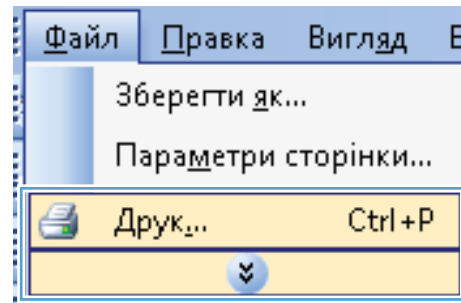 Файл Правка Вигляд В
Зберегти як...
Параметри сторінки...
Друк... Ctrl+P